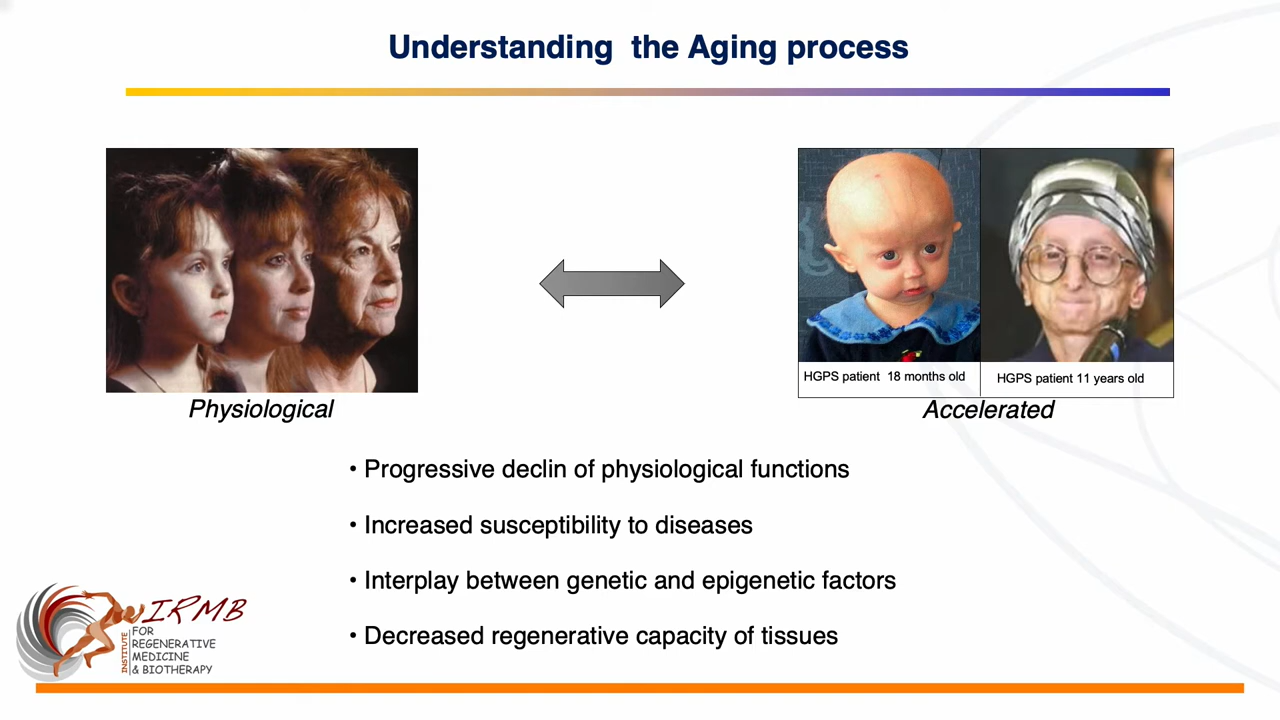 Understanding the Aging process
HGPS patient 18 months old
HGPS patient 11 years old
Physiological
Accelerated
• Progressive declin of physiological functions
• Increased susceptibility to diseases
• Interplay between genetic and epigenetic factors
• Decreased regenerative capacity of tissues
IRMB
INSTITUTE
FOR
REGENERATIVE
MEDICINE
& BIOTHERAPY